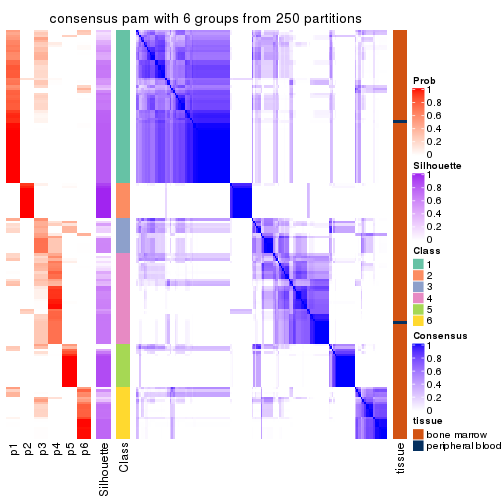 consensus pam with 6 groups from 250 partitions
Prob
1
0.8
0.6
0.4
0.2
0
Silhouette
1
0.8
0.6
0.4
0.2
0
Class
1
2
3
4
5
6
Consensus
1
0.8
0.6
0.4
0.2
0
tissue
bone marrow
peripheral blood
p1
p2
p3
p4
p5
p6
Silhouette
Class
tissue